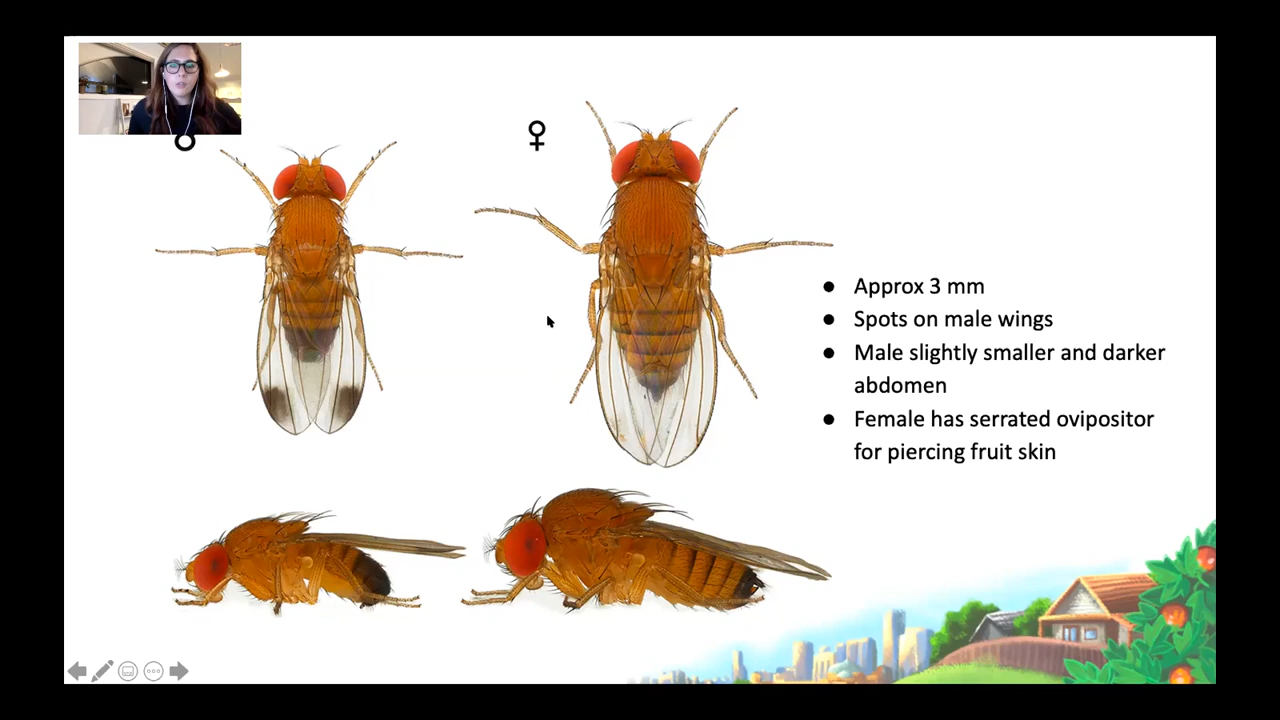 ♀
● Approx 3 mm
● Spots on male wings
● Male slightly smaller and darker
abdomen
● Female has serrated ovipositor
for piercing fruit skin